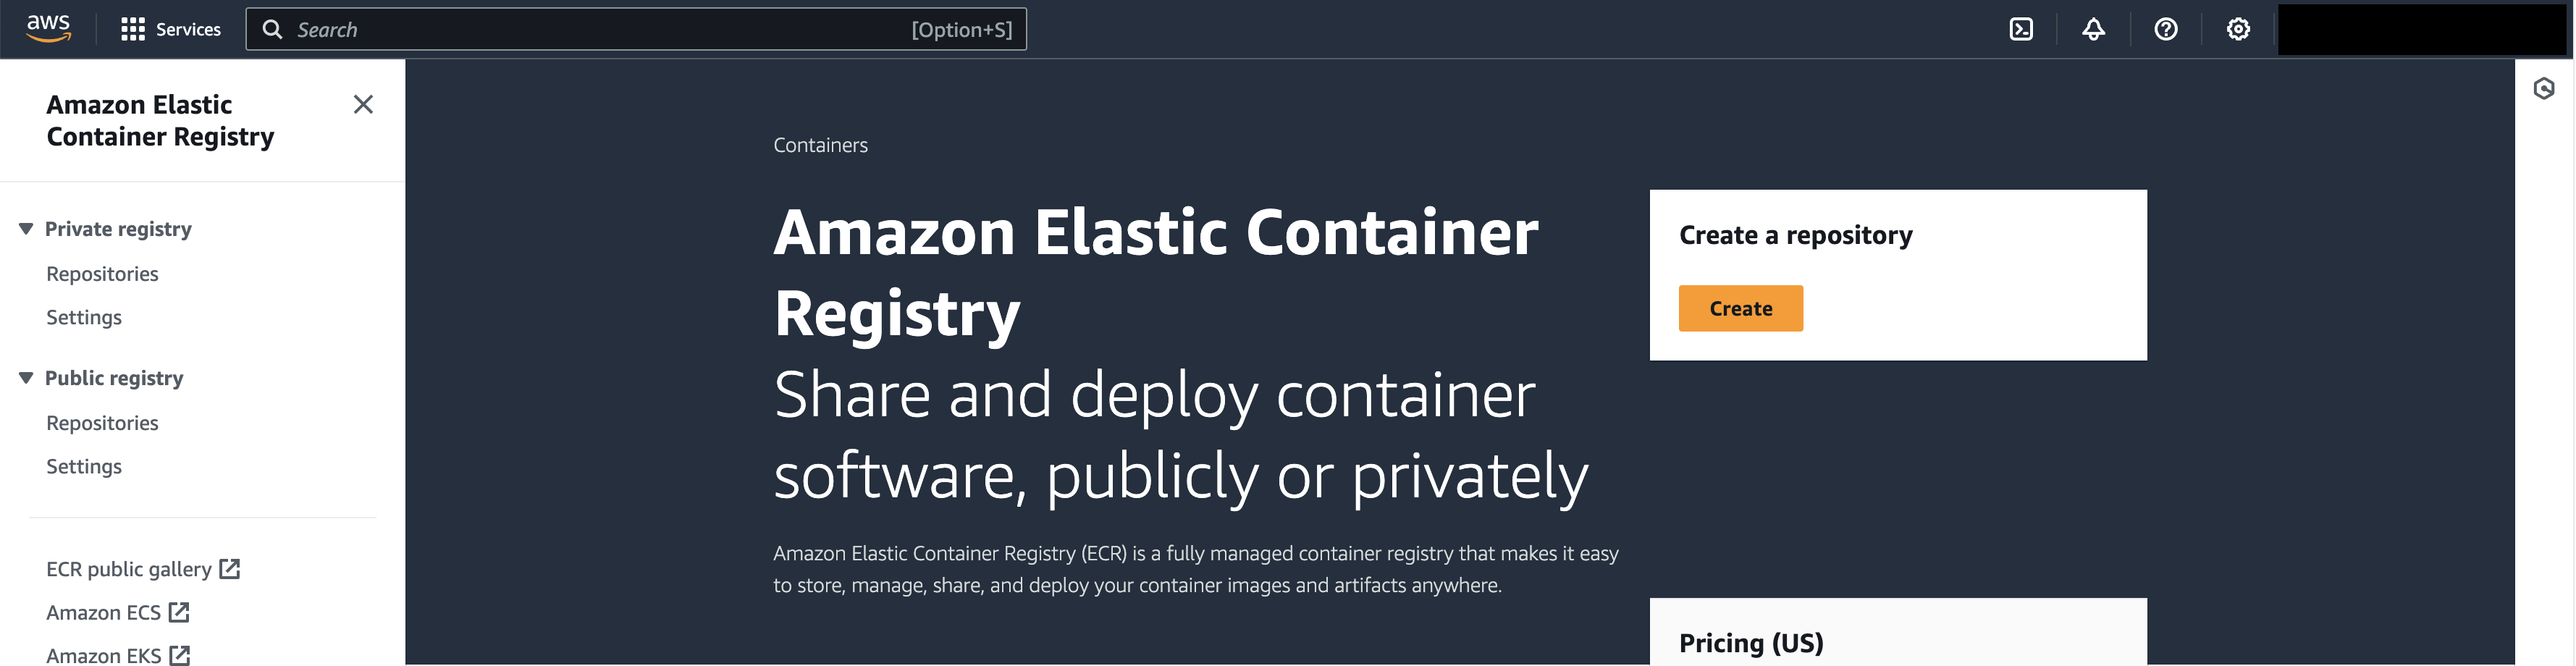 aws
Services
Search
[Option+S]
Amazon Elastic
Container Registry
Private registry
Repositories
Settings
Public registry
Repositories
Settings
ECR public gallery
Amazon ECS
Amazon EKS
Containers
Amazon Elastic Container
Registry
Share and deploy container
software, publicly or privately
Amazon Elastic Container Registry (ECR) is a fully managed container registry that makes it easy
to store, manage, share, and deploy your container images and artifacts anywhere.
Create a repository
Create
Pricing (US)